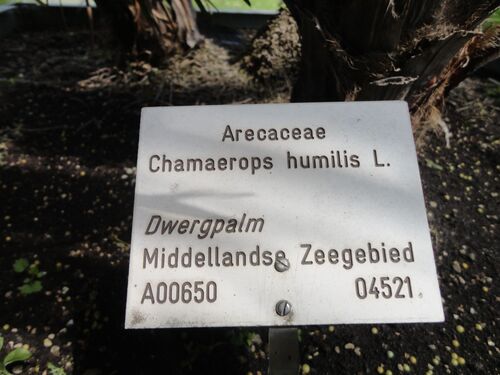 Arecaceae
Chamaerops humilis L.
Dwergpalm
Middellandse Zeegebied
A00650 04521